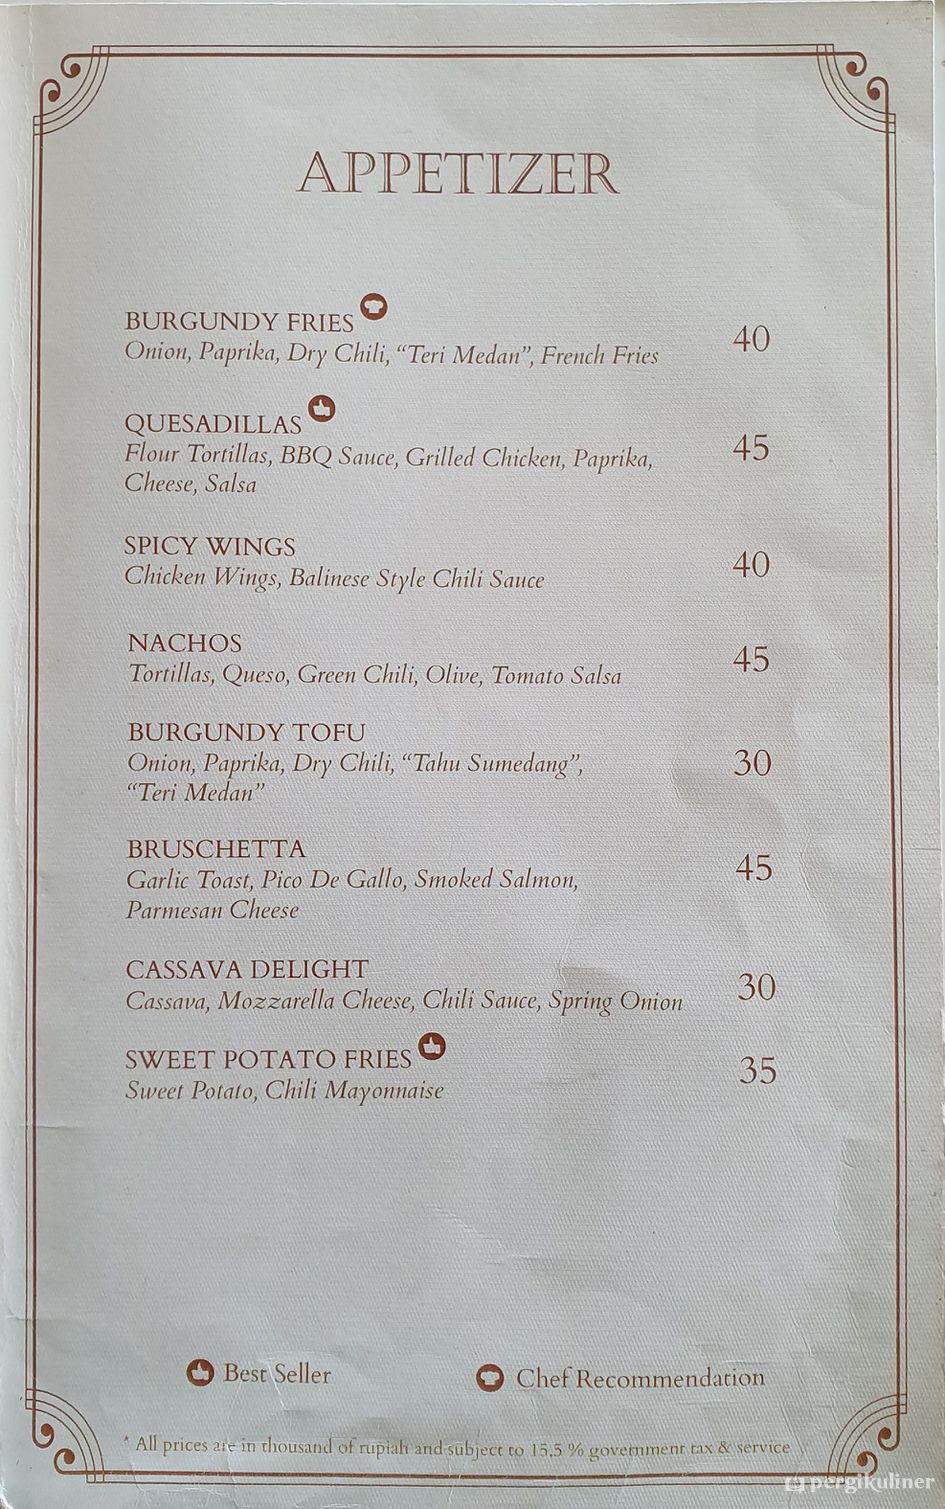 APPETIZER
BURGUNDY FRIES
40
Onion, Paprika, Dry Chili, “Teri Medan”, French Fries
QUESADILLAS
45
Flour Tortillas, BBQ Sauce, Grilled Chicken, Paprika,
Cheese, Salsa
SPICY WINGS
40
Chicken Wings, Balinese Style Chili Sauce
NACHOS
45
Tortillas, Queso, Green Chili, Olive, Tomato Salsa
BURGUNDY TOFU
30
Onion, Paprika, Dry Chili, “Tahu Sumedang”,
“Teri Medan”
BRUSCHETTA
45
Garlic Toast, Pico De Gallo, Smoked Salmon,
Parmesan Cheese
CASSAVA DELIGHT
30
Cassava, Mozzarella Cheese, Chili Sauce, Spring Onion
SWEET POTATO FRIES
35
Sweet Potato, Chili Mayonnaise
Best Seller
Chef Recommendation
* All prices are in thousand of rupiah and subject to 15,5 % government tax & service
pergikuliner